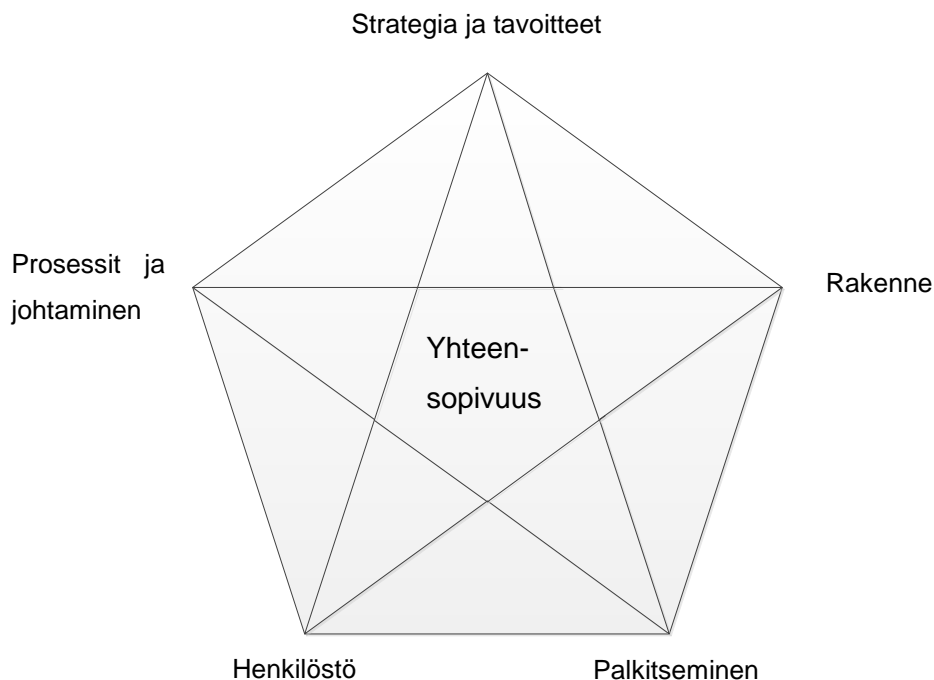 Strategia ja tavoitteet
Prosessit ja
johtaminen
Rakenne
Yhteen-
sopivuus
Henkilöstö
Palkitseminen